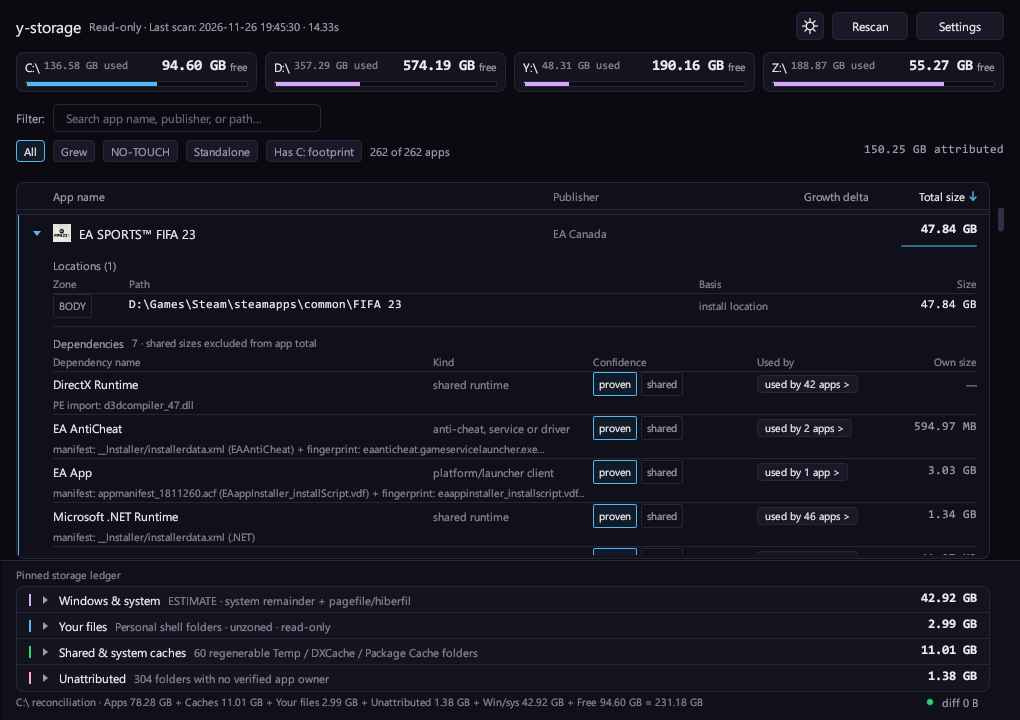 y-storage Read-only · Last scan: 2026-11-26 19:45:30 · 14.33s Rescan Settings
C:\ 136.58 GB used 94.60 GB free D:\ 357.29 GB used 574.19 GB free Y:\ 48.31 GB used 190.16 GB free Z:\ 188.87 GB used 55.27 GB free
Filter: Search app name, publisher, or path…
All Grew NO-TOUCH Standalone Has C: footprint 262 of 262 apps 150.25 GB attributed
App name Publisher Growth delta Total size ↓
EA SPORTS™ FIFA 23 EA Canada 47.84 GB
Locations (1)
Zone Path Basis Size
BODY D:\Games\Steam\steamapps\common\FIFA 23 install location 47.84 GB
Dependencies 7 · shared sizes excluded from app total
Dependency name Kind Confidence Used by Own size
DirectX Runtime shared runtime proven shared used by 42 apps > —
PE import: d3dcompiler_47.dll
EA AntiCheat anti-cheat, service or driver proven shared used by 2 apps > 594.97 MB
manifest: __Installer/installerdata.xml (EAAntiCheat) + fingerprint: eaanticheat.gameservicelauncher.exe…
EA App platform/launcher client proven shared used by 1 app > 3.03 GB
manifest: appmanifest_1811260.acf (EAappInstaller_installScript.vdf) + fingerprint: eaappinstaller_installscript.vdf…
Microsoft .NET Runtime shared runtime proven shared used by 46 apps > 1.34 GB
manifest: __Installer/installerdata.xml (.NET)
Pinned storage ledger
Windows & system ESTIMATE · system remainder + pagefile/hiberfil 42.92 GB
Your files Personal shell folders · unzoned · read-only 2.99 GB
Shared & system caches 60 regenerable Temp / DXCache / Package Cache folders 11.01 GB
Unattributed 304 folders with no verified app owner 1.38 GB
C:\ reconciliation · Apps 78.28 GB + Caches 11.01 GB + Your files 2.99 GB + Unattributed 1.38 GB + Win/sys 42.92 GB + Free 94.60 GB = 231.18 GB diff 0 B